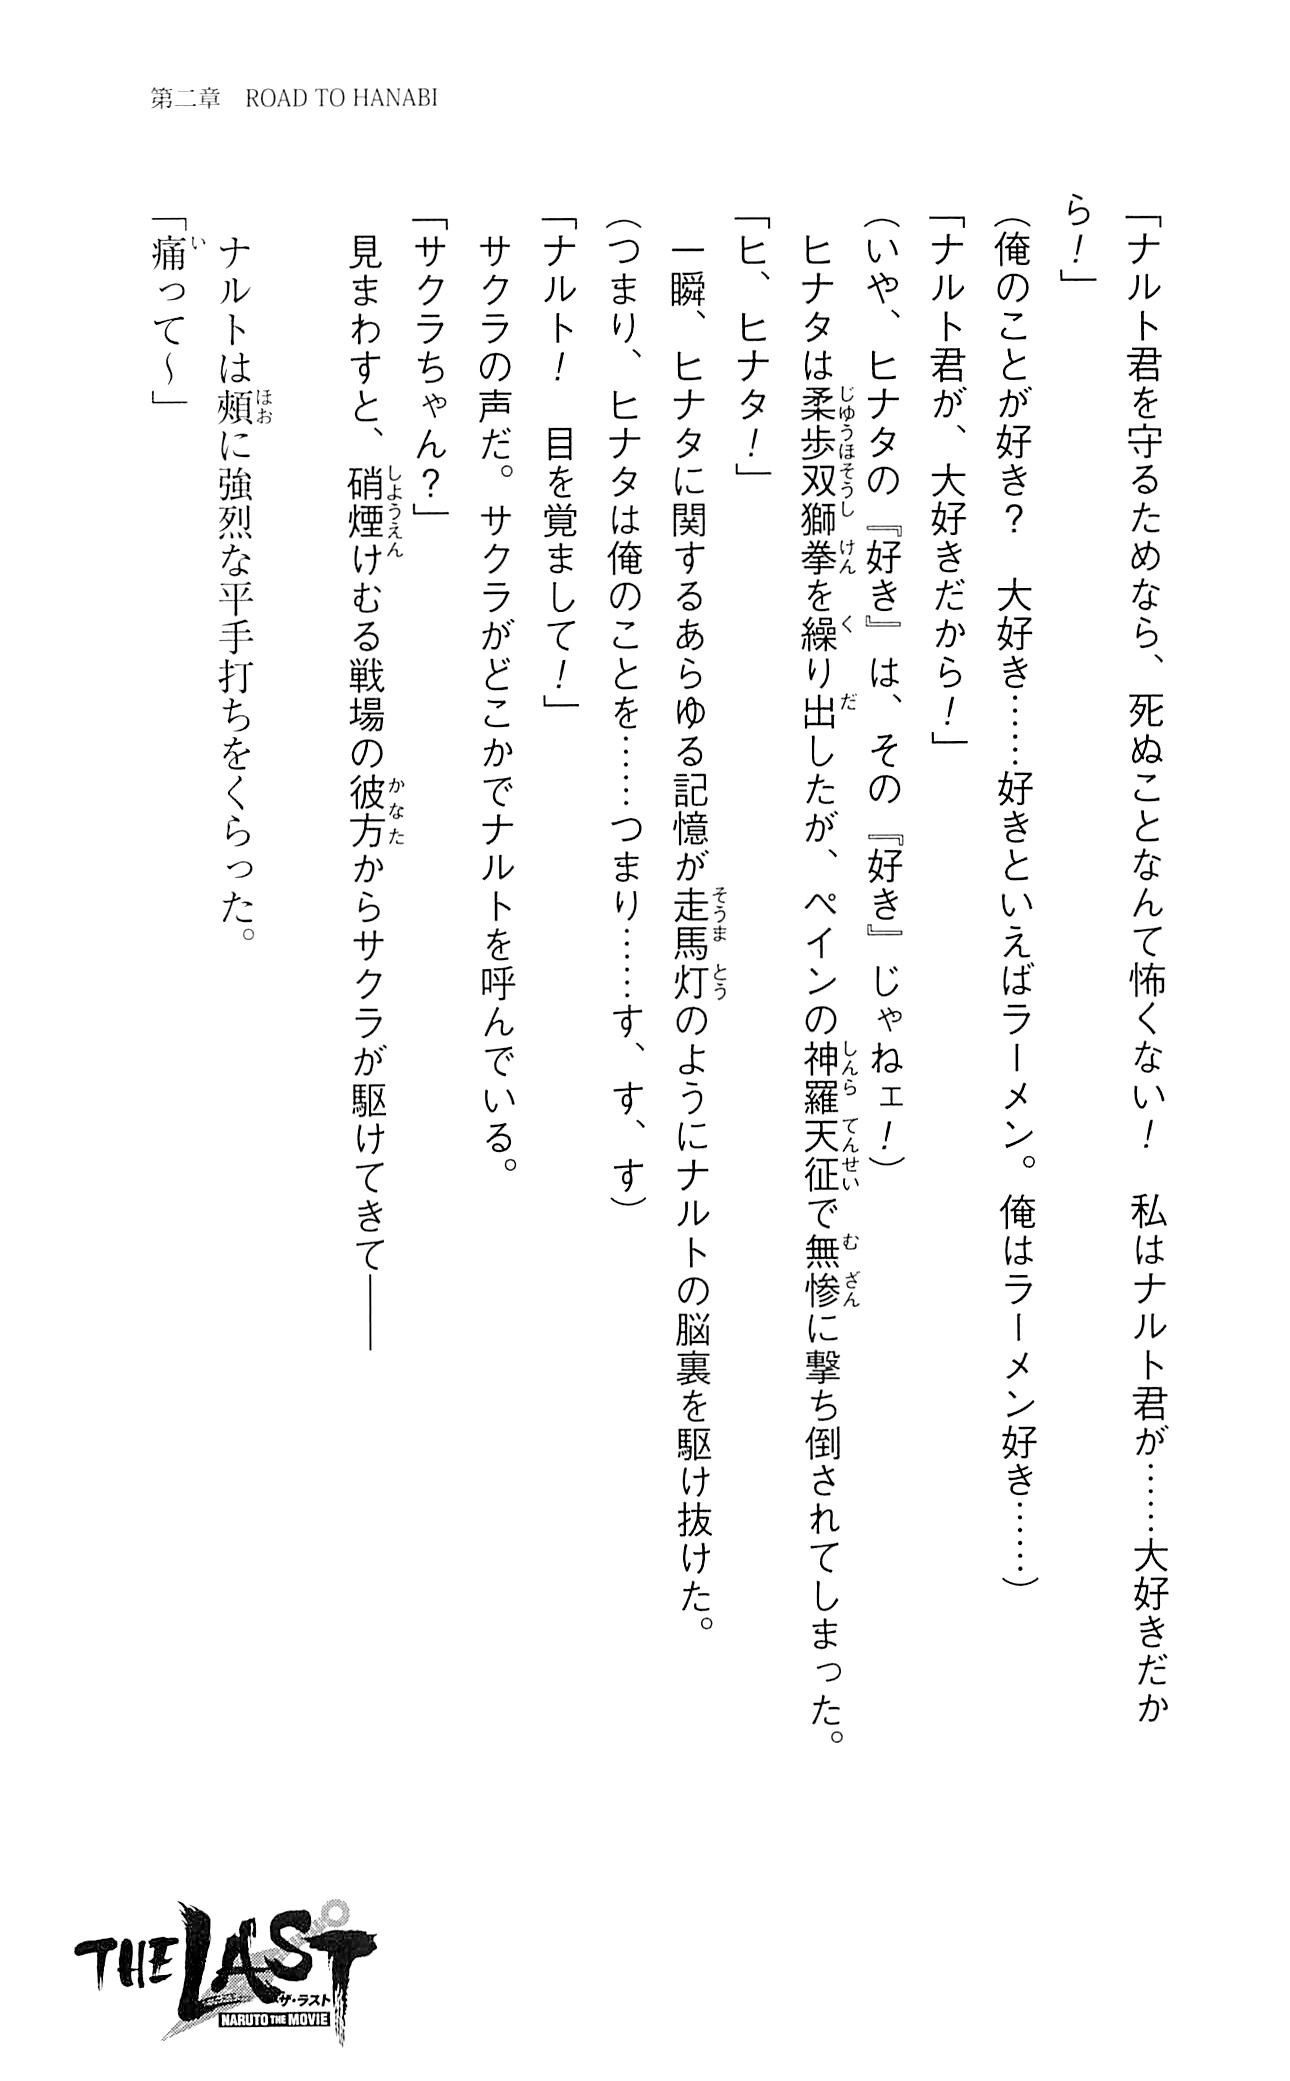 第二章　ROAD TO HANABI
「ナルト君を守るためなら、死ぬことなんて怖くない！　私はナルト君が……大好きだか
ら！」
（俺のことが好き？　大好き……好きといえばラーメン。俺はラーメン好き……）
「ナルト君が、大好きだから！」
（いや、ヒナタの『好き』は、その『好き』じゃねェ！）
ヒナタは柔歩双獅拳を繰り出したが、ペインの神羅天征で無惨に撃ち倒されてしまった。
「ヒ、ヒナタ！」
一瞬、ヒナタに関するあらゆる記憶が走馬灯のようにナルトの脳裏を駆け抜けた。
（つまり、ヒナタは俺のことを……つまり……す、す、す）
「ナルト！　目を覚まして！」
サクラの声だ。サクラがどこかでナルトを呼んでいる。
「サクラちゃん？」
見まわすと、硝煙けむる戦場の彼方からサクラが駆けてきて――
ナルトは頰に強烈な平手打ちをくらった。
「痛って～」
THE LAST
ザ・ラスト
NARUTO THE MOVIE